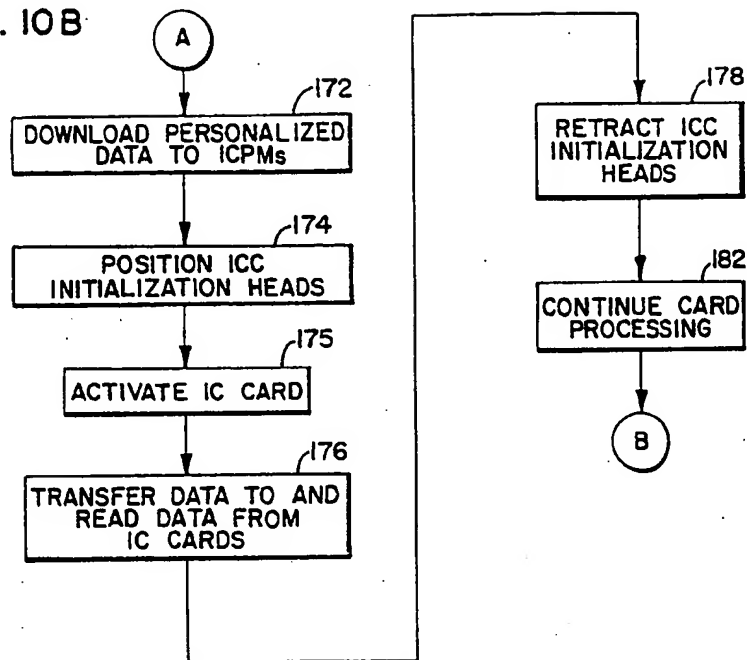 . 10B
A
172
DOWNLOAD PERSONALIZED
DATA TO ICPMs
174
POSITION ICC
INITIALIZATION HEADS
175
ACTIVATE IC CARD
176
TRANSFER DATA TO AND
READ DATA FROM
IC CARDS
178
RETRACT ICC
INITIALIZATION
HEADS
182
CONTINUE CARD
PROCESSING
B